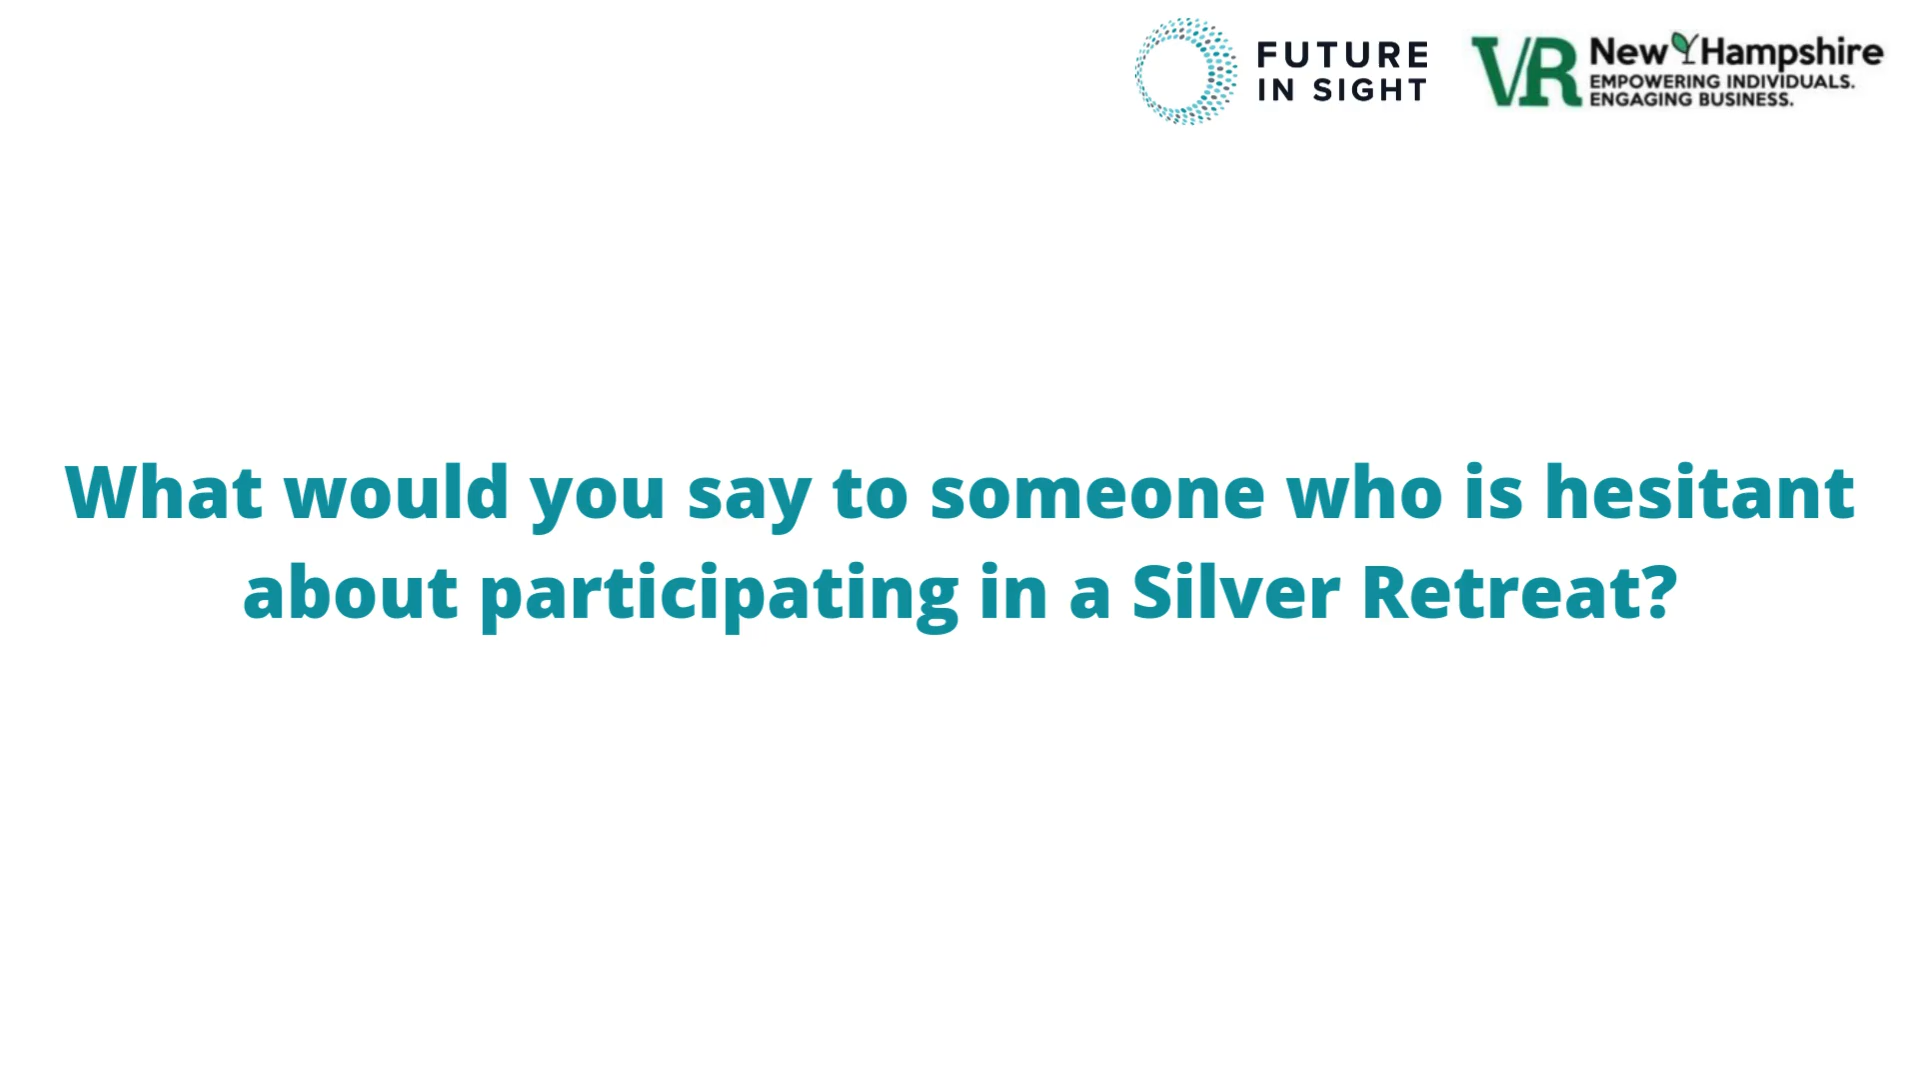 FUTURE
IN SIGHT
VR New Hampshire
EMPOWERING INDIVIDUALS.
ENGAGING BUSINESS.
What would you say to someone who is hesitant
about participating in a Silver Retreat?